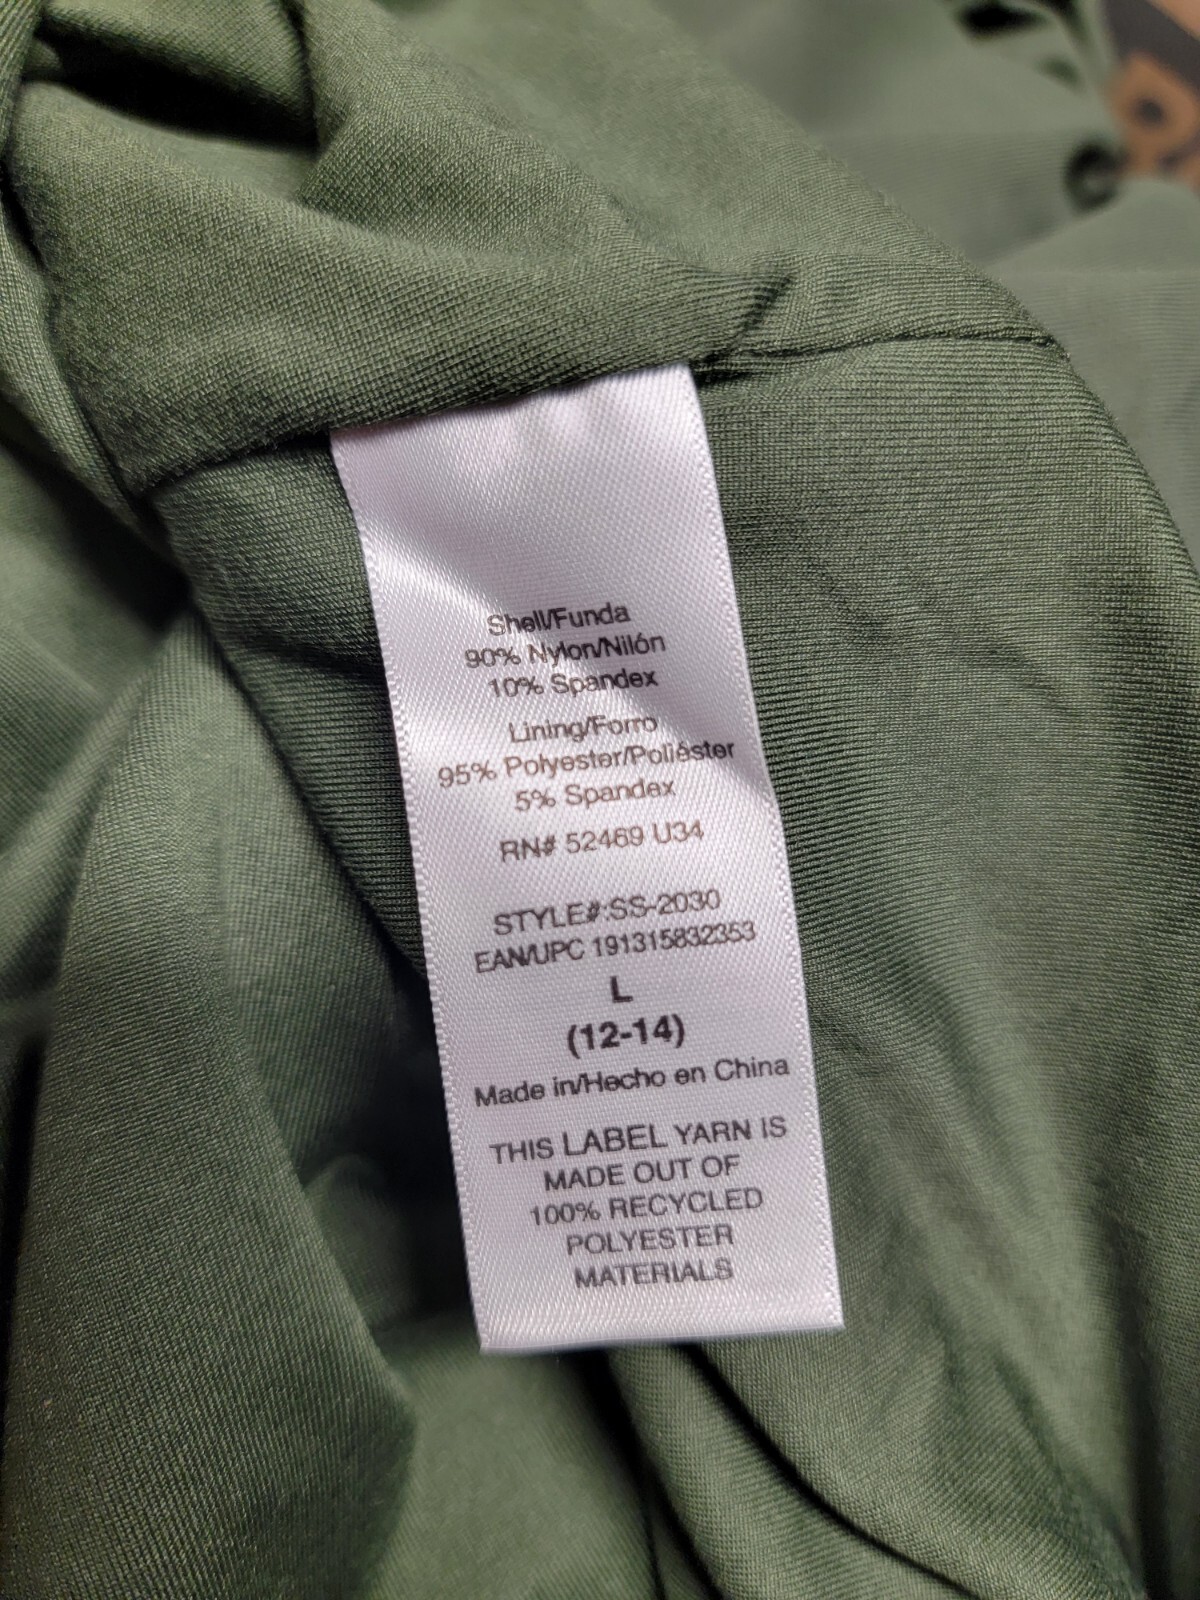 Shell/Funda
90% Nylon/Nilón
10% Spandex
Lining/Forro
95% Polyester/Poliéster
5% Spandex
RN# 52469 U34
STYLE#:SS-2030
EAN/UPC 191315832353
L
(12-14)
Made in/Hecho en China
THIS LABEL YARN IS
MADE OUT OF
100% RECYCLED
POLYESTER
MATERIALS